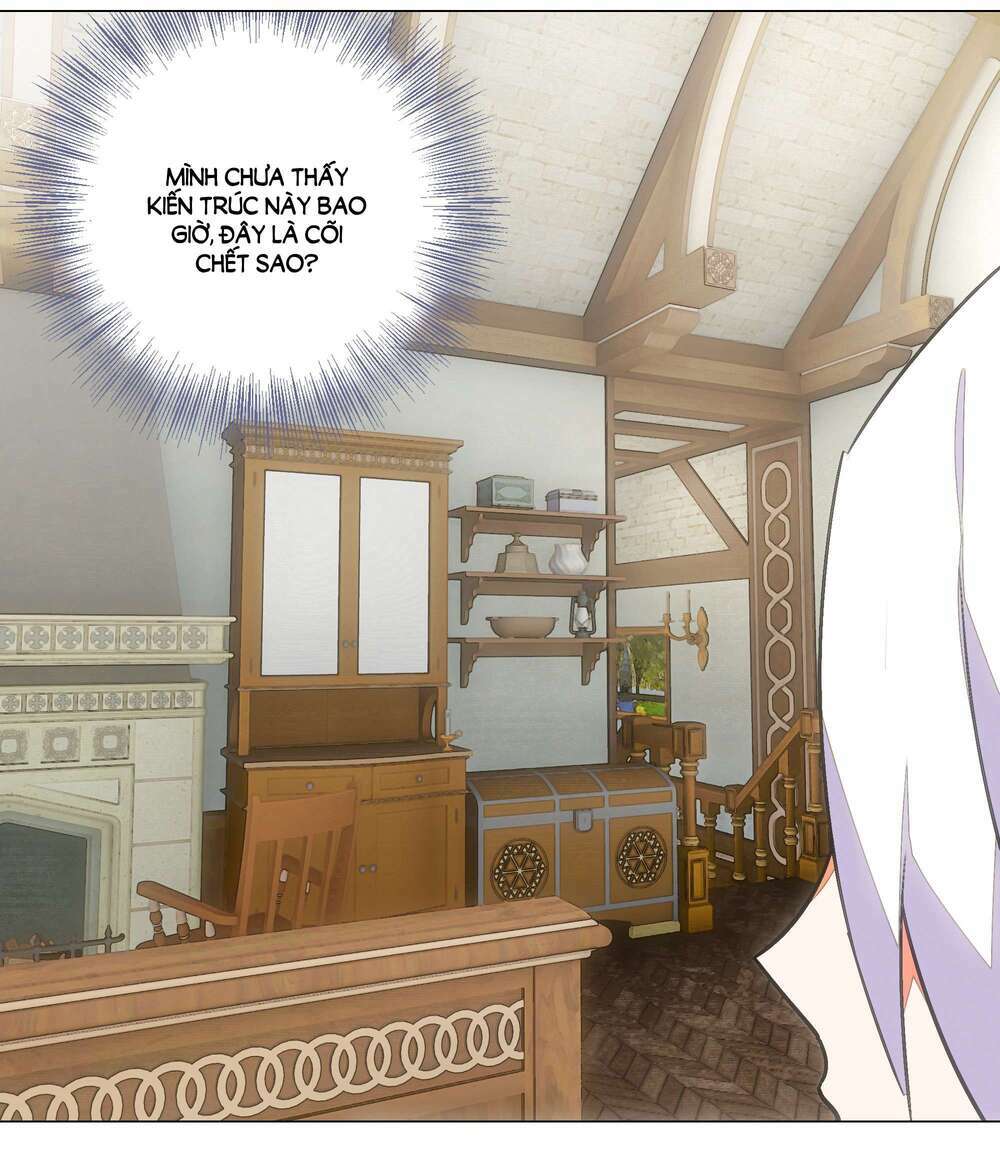 MÌNH CHƯA THẤY
KIẾN TRÚC NÀY BAO
GIỜ, ĐÂY LÀ CÕI
CHẾT SAO?